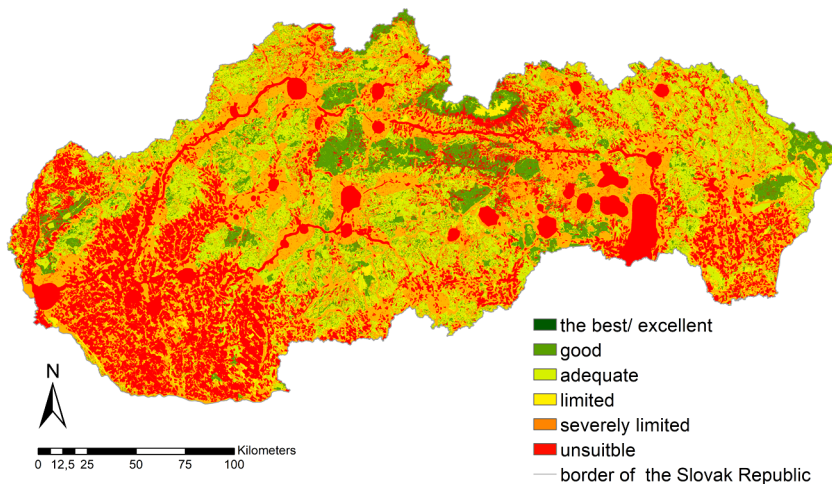 the best/ excellent
good
adequate
limited
severely limited
unsuitble
border of the Slovak Republic
N
Kilometers
0 12,5 25 50 75 100